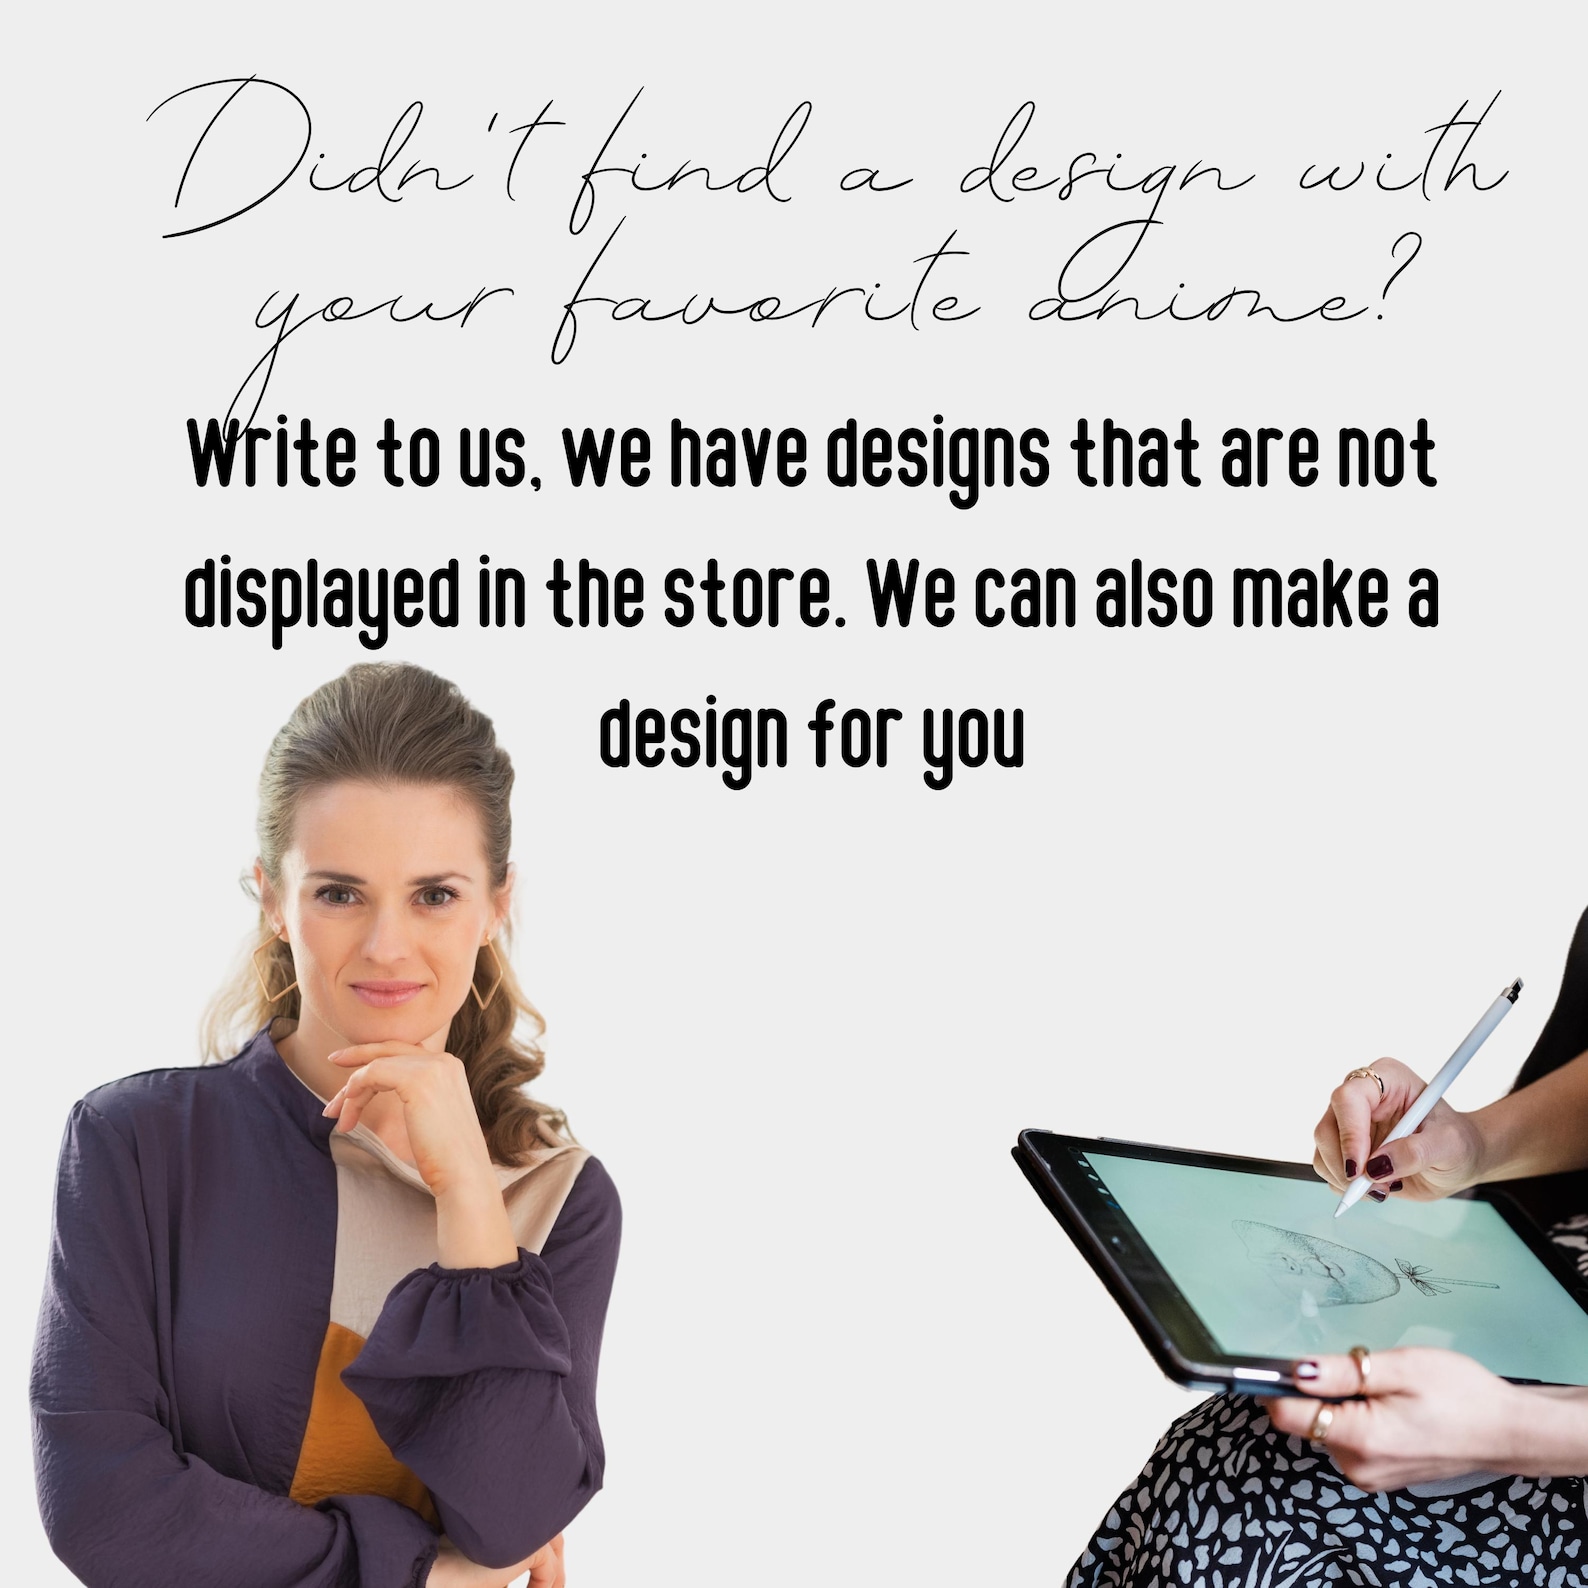 Didn't find a design with
your favorite anime?
Write to us, we have designs that are not
displayed in the store. We can also make a
design for you